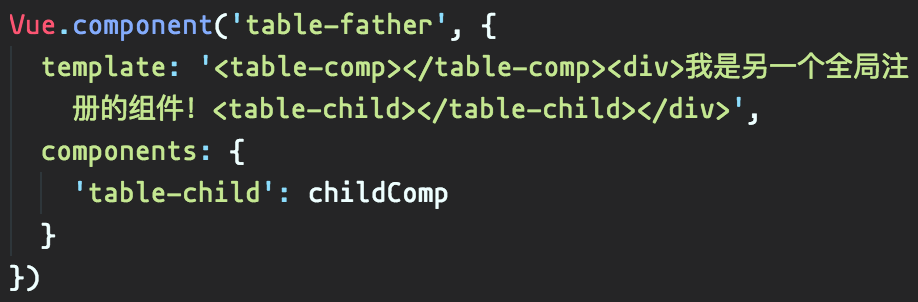 Vue.component('table-father', {
  template: '<table-comp></table-comp><div>我是另一个全局注
    册的组件！<table-child></table-child></div>',
  components: {
    'table-child': childComp
  }
})